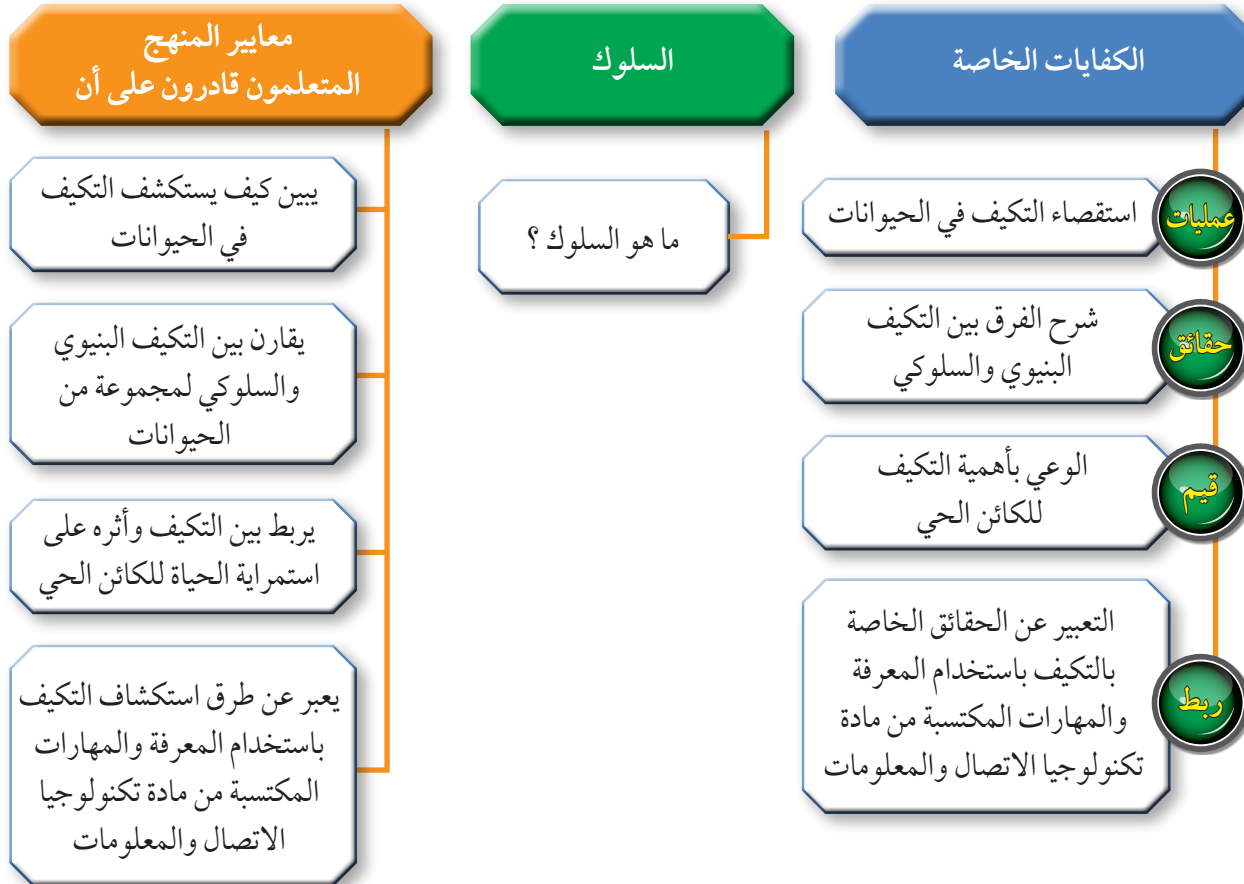 الكفايات الخاصة
عمليات
استقصاء التكيف في الحيوانات
حقائق
شرح الفرق بين التكيف
البنيوي والسلوكي
قيم
الوعي بأهمية التكيف
للكائن الحي
ربط
التعبير عن الحقائق الخاصة
بالتكيف باستخدام المعرفة
والمهارات المكتسبة من مادة
تكنولوجيا الاتصال والمعلومات
السلوك
ما هو السلوك ؟
معايير المنهج
المتعلمون قادرون على أن
يبين كيف يستكشف التكيف
في الحيوانات
يقارن بين التكيف البنيوي
والسلوكي لمجموعة من
الحيوانات
يربط بين التكيف وأثره على
استمراية الحياة للكائن الحي
يعبر عن طرق استكشاف التكيف
باستخدام المعرفة والمهارات
المكتسبة من مادة تكنولوجيا
الاتصال والمعلومات